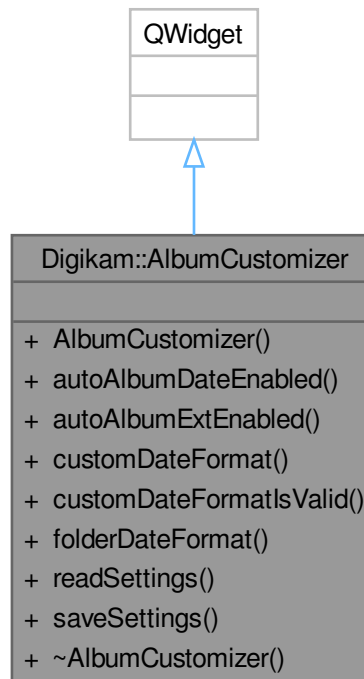 QWidget
Digikam::AlbumCustomizer
+ AlbumCustomizer()
+ autoAlbumDateEnabled()
+ autoAlbumExtEnabled()
+ customDateFormat()
+ customDateFormatIsValid()
+ folderDateFormat()
+ readSettings()
+ saveSettings()
+ ~AlbumCustomizer()